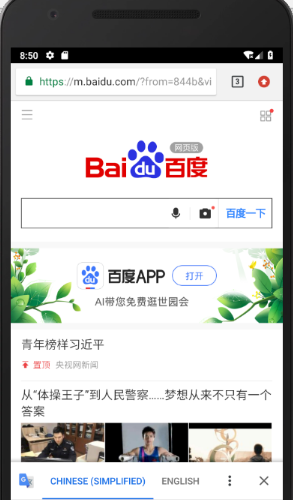 8:50
https://m.baidu.com/?from=844b&vi
3
网页版
Bai du 百度
百度一下
百度APP
打开
AI带您免费逛世园会
青年榜样习近平
置顶 央视网新闻
从“体操王子”到人民警察......梦想从来不只有一个
答案
CHINESE (SIMPLIFIED)
ENGLISH